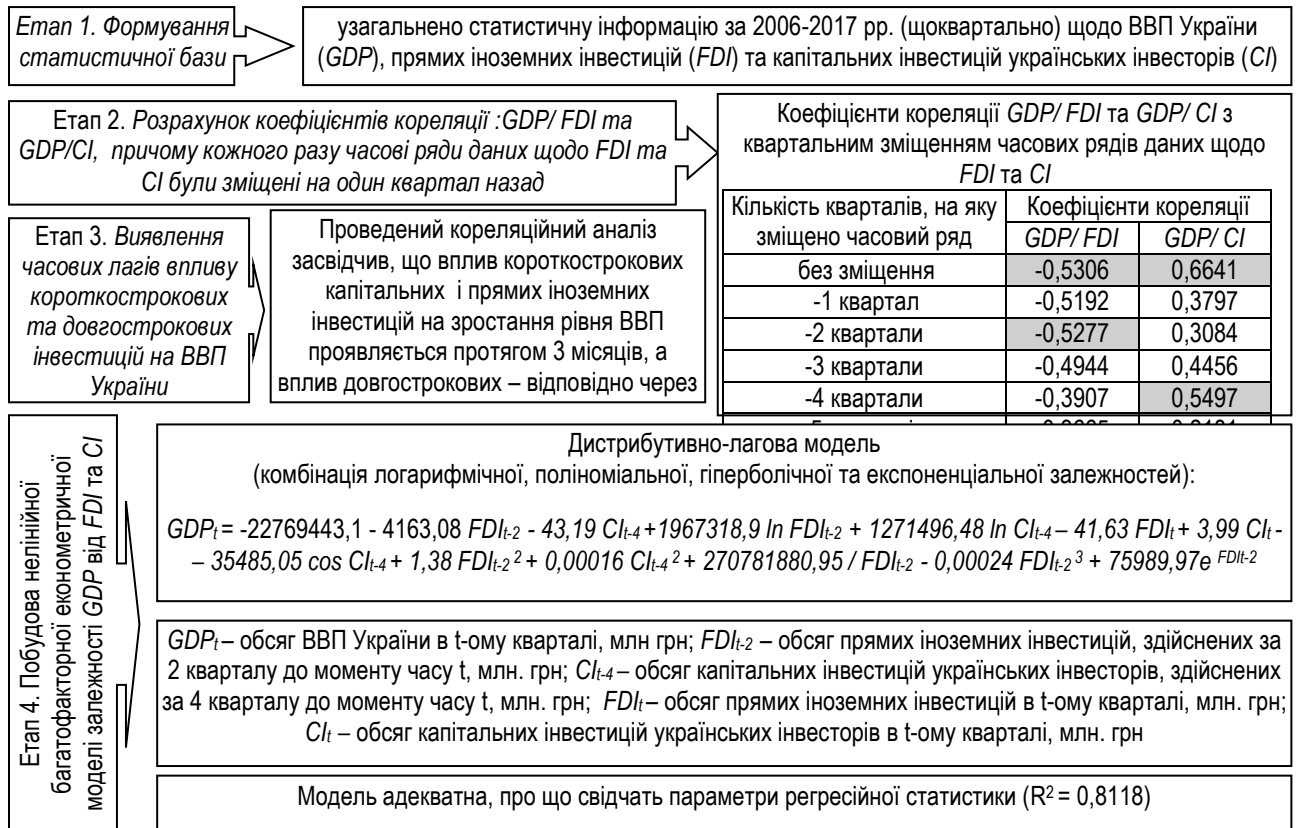 Етап 1. Формування
статистичної бази
узагальнено статистичну інформацію за 2006-2017 рр. (щоквартально) щодо ВВП України
(GDP), прямих іноземних інвестицій (FDI) та капітальних інвестицій українських інвесторів (CI)
Етап 2. Розрахунок коефіцієнтів кореляції :GDP/ FDI та
GDP/CI, причому кожного разу часові ряди даних щодо FDI та
CI були зміщені на один квартал назад
Коефіцієнти кореляції GDP/ FDI та GDP/ CI з
квартальним зміщенням часових рядів даних щодо
FDI та CI
Кількість кварталів, на яку
зміщено часовий ряд
Коефіцієнти кореляції
GDP/ FDI GDP/ CI
без зміщення -0,5306 0,6641
-1 квартал -0,5192 0,3797
-2 квартали -0,5277 0,3084
-3 квартали -0,4944 0,4456
-4 квартали -0,3907 0,5497
Етап 3. Виявлення
часових лагів впливу
короткострокових
та довгострокових
інвестицій на ВВП
України
Проведений кореляційний аналіз
засвідчив, що вплив короткострокових
капітальних і прямих іноземних
інвестицій на зростання рівня ВВП
проявляється протягом 3 місяців, а
вплив довгострокових – відповідно через
Етап 4. Побудова нелінійної
багатофакторної економетричної
моделі залежності GDP від FDI та CI
Дистрибутивно-лагова модель
(комбінація логарифмічної, поліноміальної, гіперболічної та експоненціальної залежностей):
GDPt = -22769443,1 - 4163,08 FDIt-2 - 43,19 CIt-4 +1967318,9 ln FDIt-2 + 1271496,48 ln CIt-4 – 41,63 FDIt + 3,99 CIt -
– 35485,05 cos CIt-4 + 1,38 FDIt-2 ² + 0,00016 CIt-4 ² + 270781880,95 / FDIt-2 - 0,00024 FDIt-2 ³ + 75989,97e FDIt-2
GDPt – обсяг ВВП України в t-ому кварталі, млн грн; FDIt-2 – обсяг прямих іноземних інвестицій, здійснених за
2 кварталу до моменту часу t, млн. грн; CIt-4 – обсяг капітальних інвестицій українських інвесторів, здійснених
за 4 кварталу до моменту часу t, млн. грн; FDIt – обсяг прямих іноземних інвестицій в t-ому кварталі, млн. грн;
CIt – обсяг капітальних інвестицій українських інвесторів в t-ому кварталі, млн. грн
Модель адекватна, про що свідчать параметри регресійної статистики (R² = 0,8118)